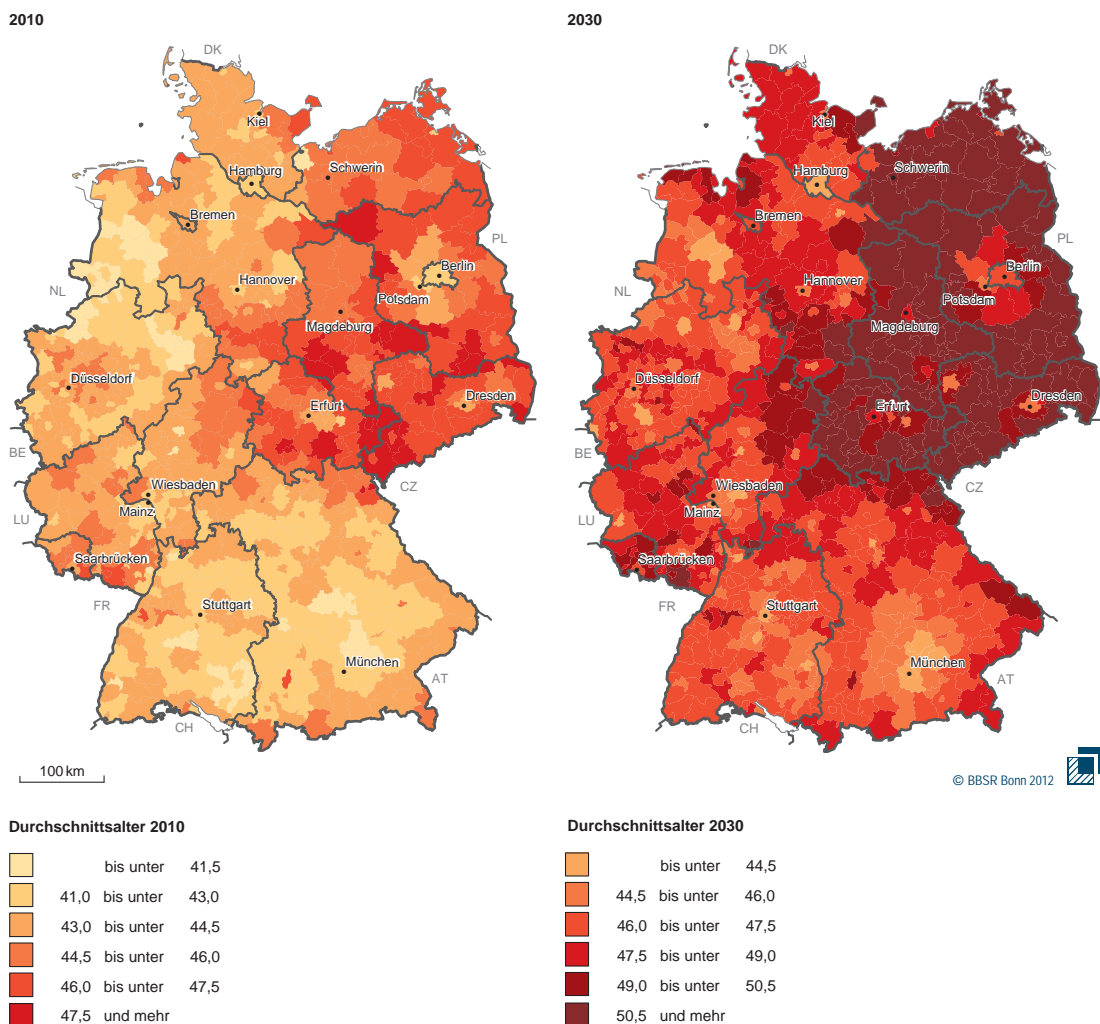 2010
DK
Kiel
Hamburg
Schwerin
Bremen
PL
Berlin
NL
Hannover
Potsdam
Magdeburg
Düsseldorf
Dresden
Erfurt
BE
Wiesbaden
CZ
Mainz
LU
Saarbrücken
FR
Stuttgart
München
AT
CH
100 km
2030
DK
Kiel
Hamburg
Schwerin
Bremen
PL
Berlin
NL
Hannover
Potsdam
Magdeburg
Düsseldorf
Dresden
Erfurt
BE
Wiesbaden
CZ
Mainz
LU
Saarbrücken
FR
Stuttgart
München
AT
CH
© BBSR Bonn 2012
Durchschnittsalter 2010
bis unter 41,5
41,0 bis unter 43,0
43,0 bis unter 44,5
44,5 bis unter 46,0
46,0 bis unter 47,5
47,5 und mehr
Durchschnittsalter 2030
bis unter 44,5
44,5 bis unter 46,0
46,0 bis unter 47,5
47,5 bis unter 49,0
49,0 bis unter 50,5
50,5 und mehr